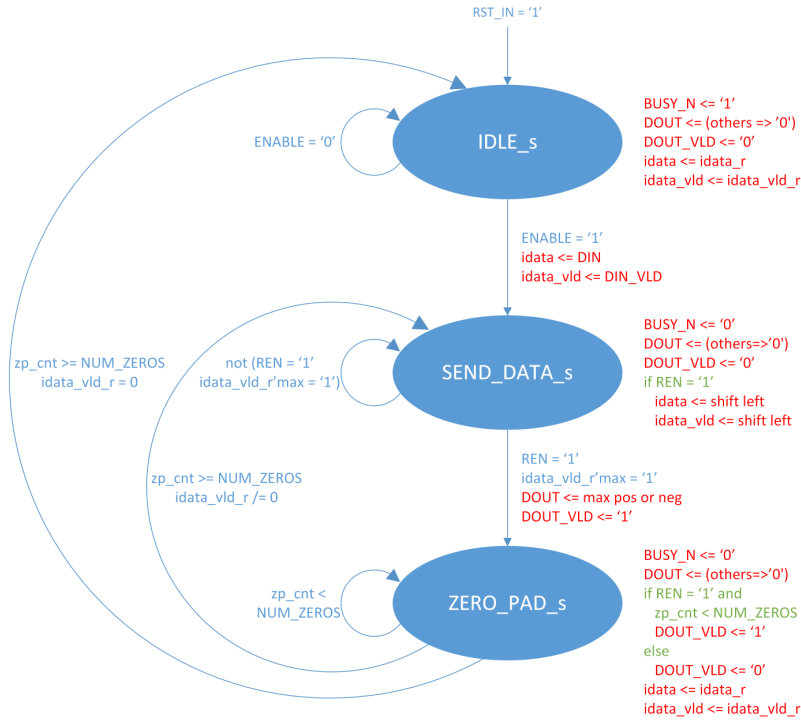 RST_IN = '1'
ENABLE = '0'
IDLE_s
BUSY_N <= '1'
DOUT <= (others => '0')
DOUT_VLD <= '0'
idata <= idata_r
idata_vld <= idata_vld_r
ENABLE = '1'
idata <= DIN
idata_vld <= DIN_VLD
zp_cnt >= NUM_ZEROS
idata_vld_r = 0
not (REN = '1'
idata_vld_r'max = '1')
SEND_DATA_s
BUSY_N <= '0'
DOUT <= (others=>'0')
DOUT_VLD <= '0'
if REN = '1'
idata <= shift left
idata_vld <= shift left
zp_cnt >= NUM_ZEROS
idata_vld_r /= 0
REN = '1'
idata_vld_r'max = '1'
DOUT <= max pos or neg
DOUT_VLD <= '1'
zp_cnt <
NUM_ZEROS
ZERO_PAD_s
BUSY_N <= '0'
DOUT <= (others=>'0')
if REN = '1' and
zp_cnt < NUM_ZEROS
DOUT_VLD <= '1'
else
DOUT_VLD <= '0'
idata <= idata_r
idata_vld <= idata_vld_r